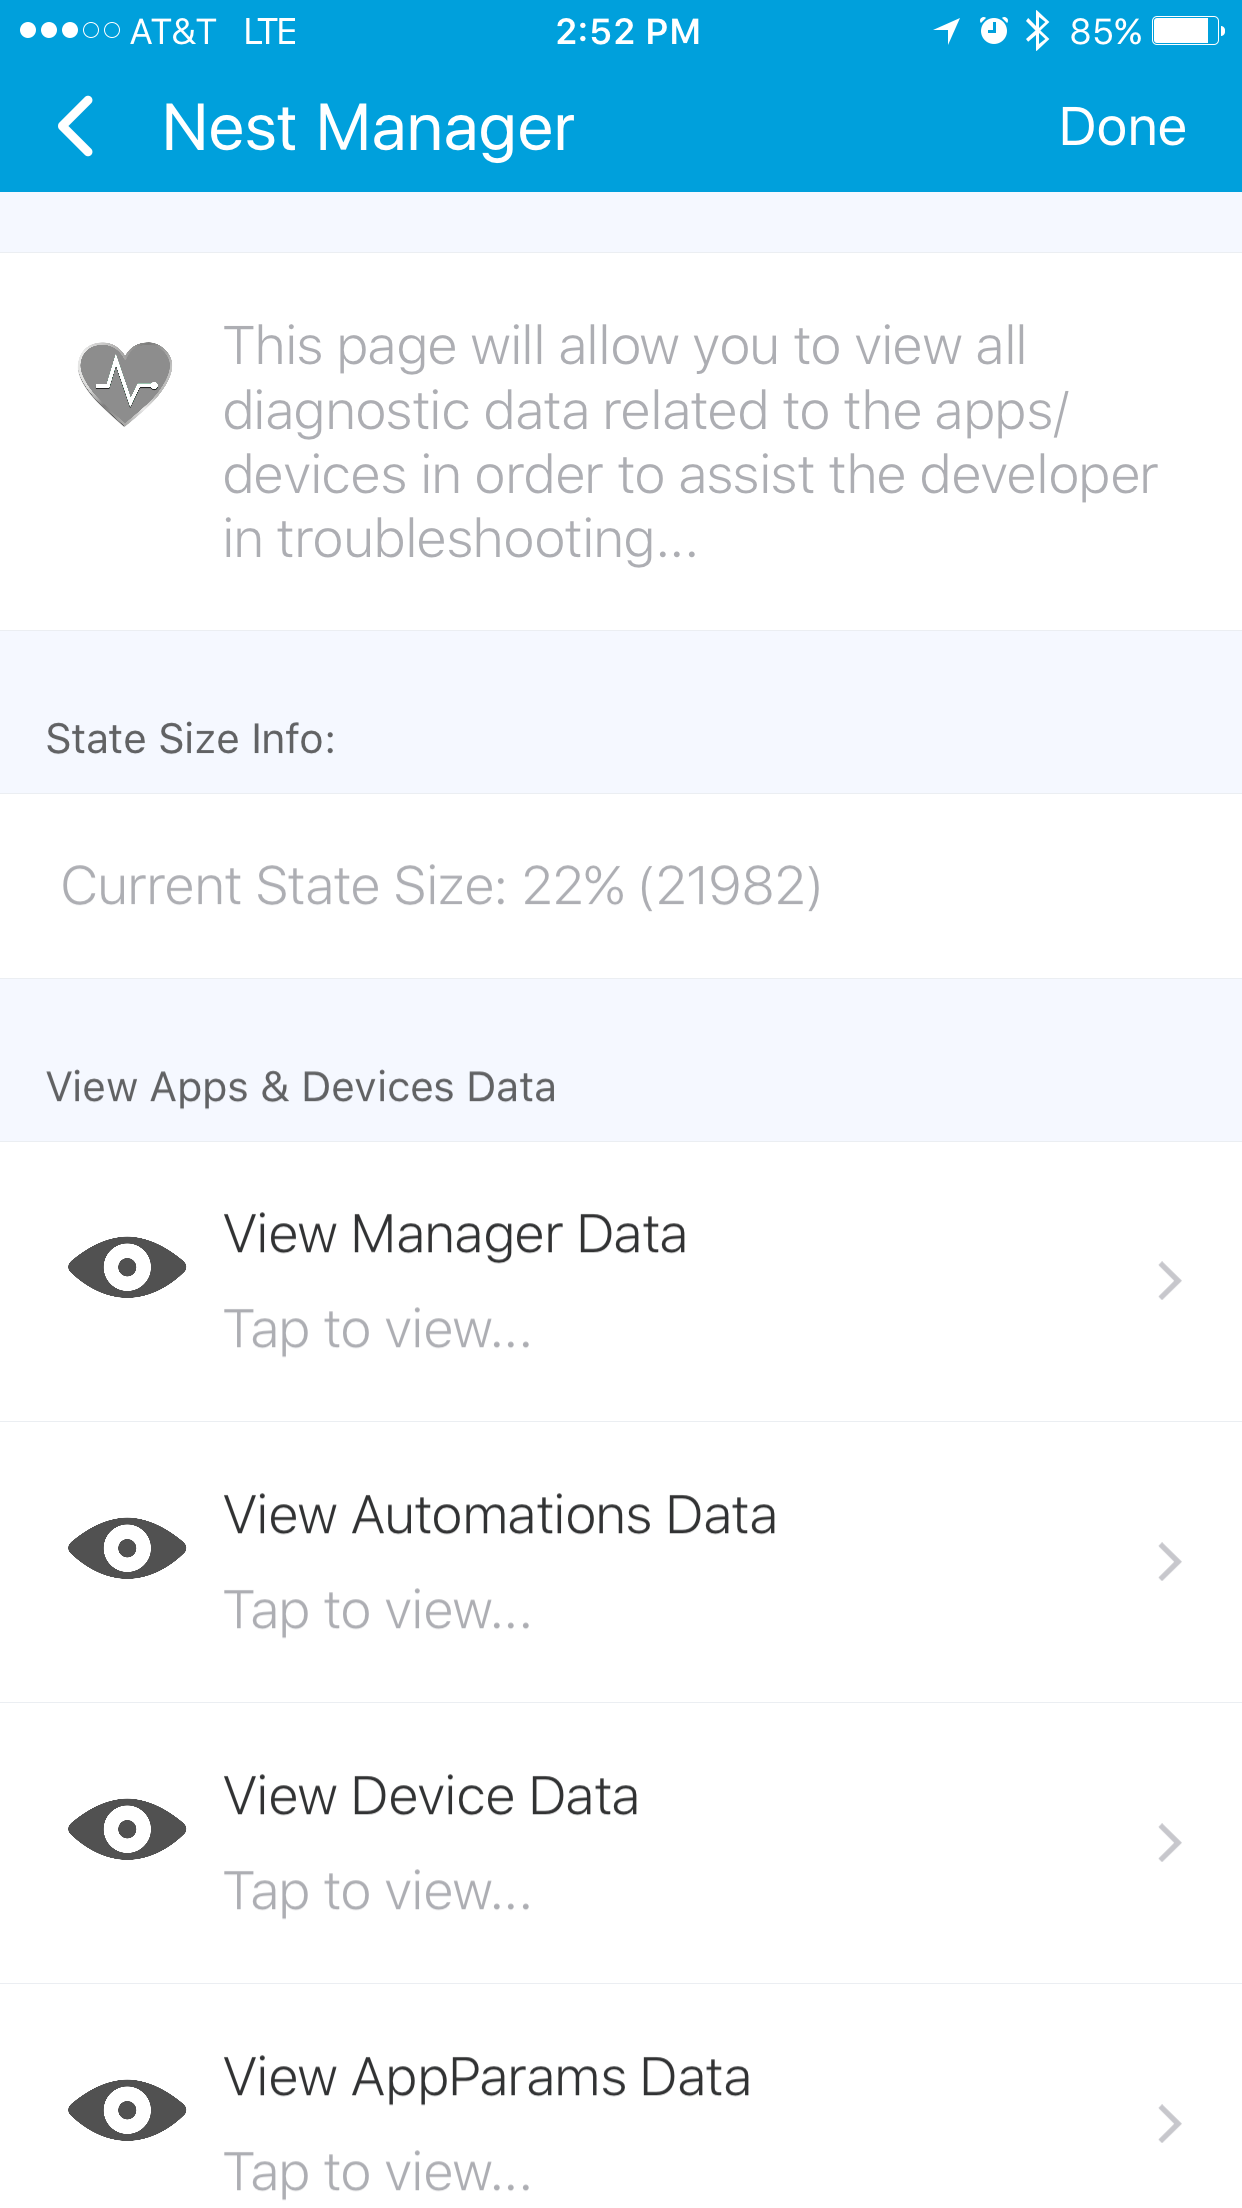 AT&T LTE 2:52 PM 85%
Nest Manager Done
This page will allow you to view all
diagnostic data related to the apps/
devices in order to assist the developer
in troubleshooting...
State Size Info:
Current State Size: 22% (21982)
View Apps & Devices Data
View Manager Data
Tap to view...
View Automations Data
Tap to view...
View Device Data
Tap to view...
View AppParams Data
Tap to view...